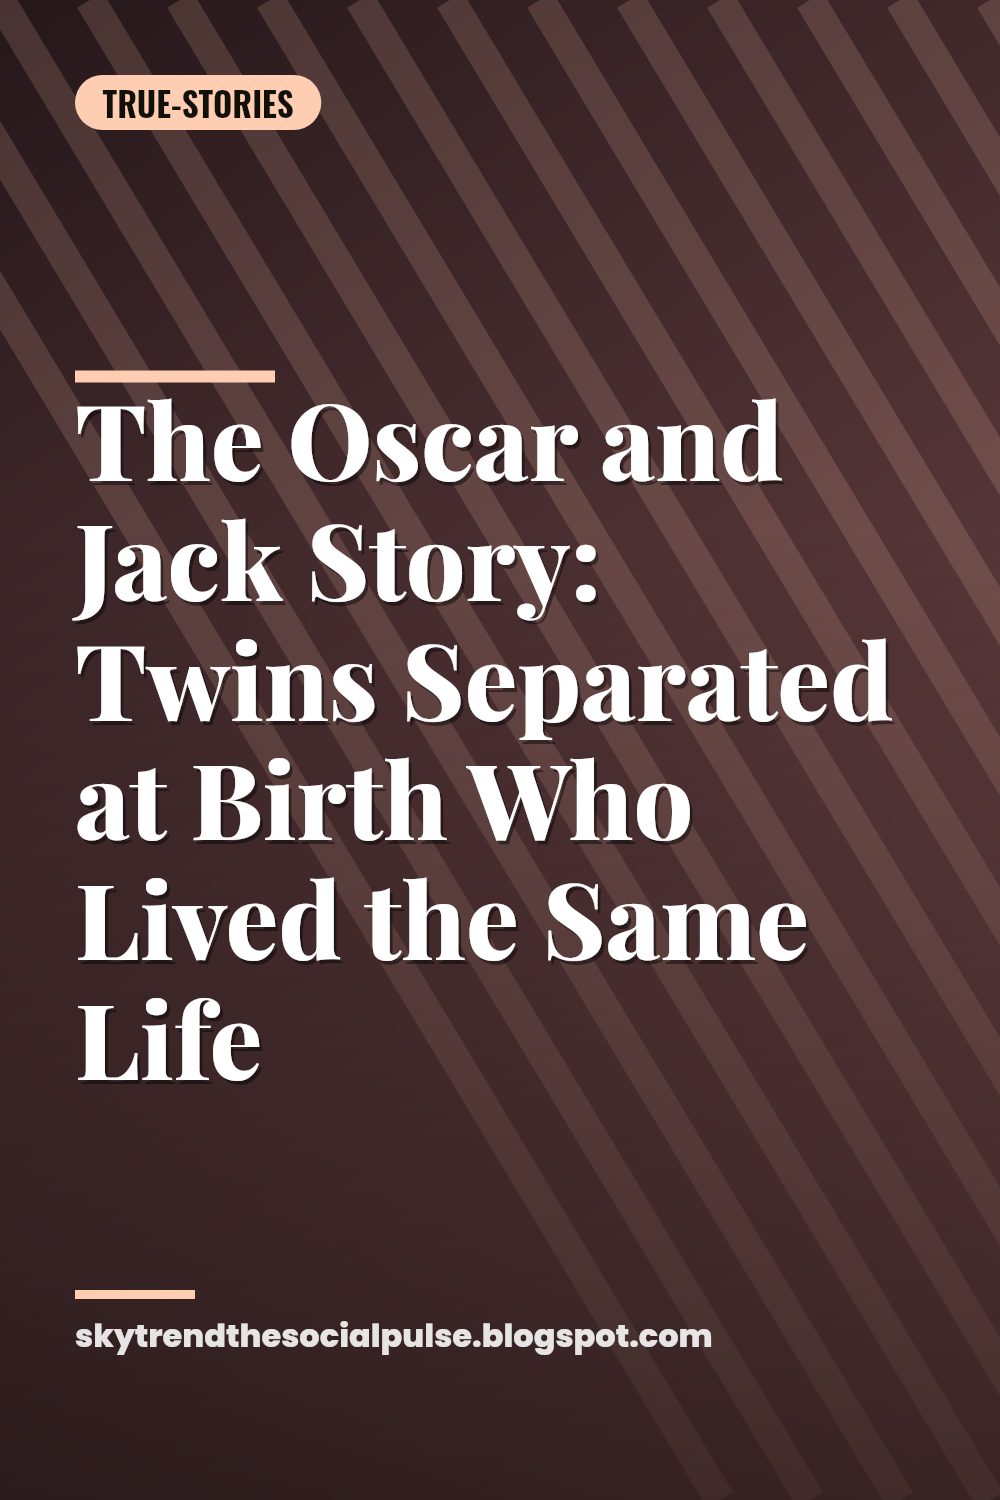 TRUE-STORIES
The Oscar and
Jack Story:
Twins Separated
at Birth Who
Lived the Same
Life
skytrendthesocialpulse.blogspot.com